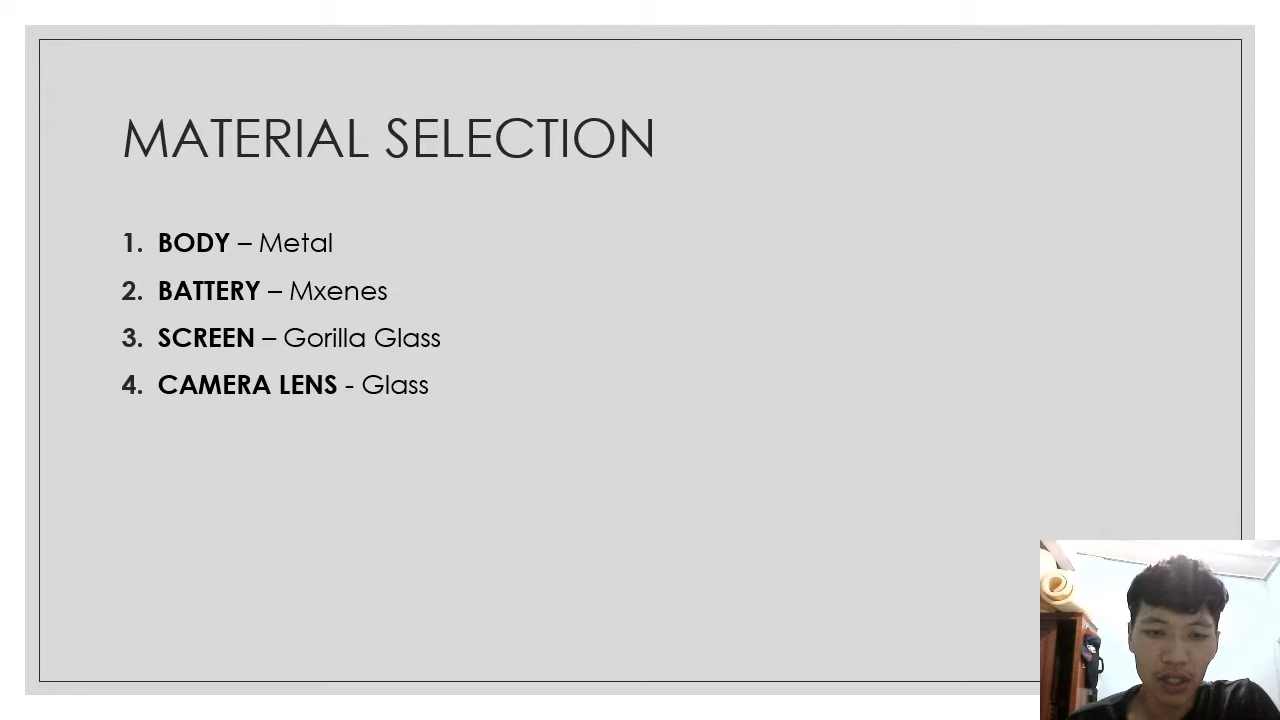 MATERIAL SELECTION
1. BODY – Metal
2. BATTERY – Mxenes
3. SCREEN – Gorilla Glass
4. CAMERA LENS - Glass